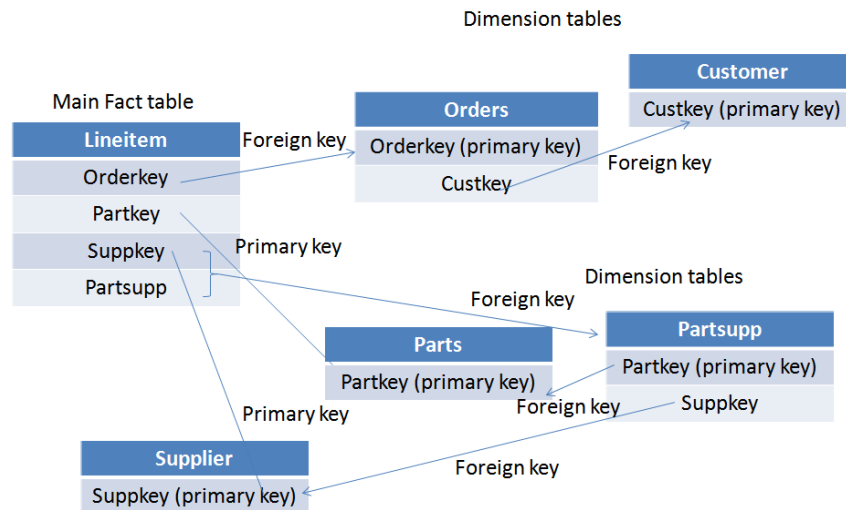 Dimension tables
Customer
Custkey (primary key)
Main Fact table
Lineitem
Orderkey
Partkey
Suppkey
Partsupp
Foreign key
Orders
Orderkey (primary key)
Custkey
Foreign key
Primary key
Dimension tables
Foreign key
Parts
Partkey (primary key)
Partsupp
Partkey (primary key)
Suppkey
Foreign key
Primary key
Foreign key
Supplier
Suppkey (primary key)